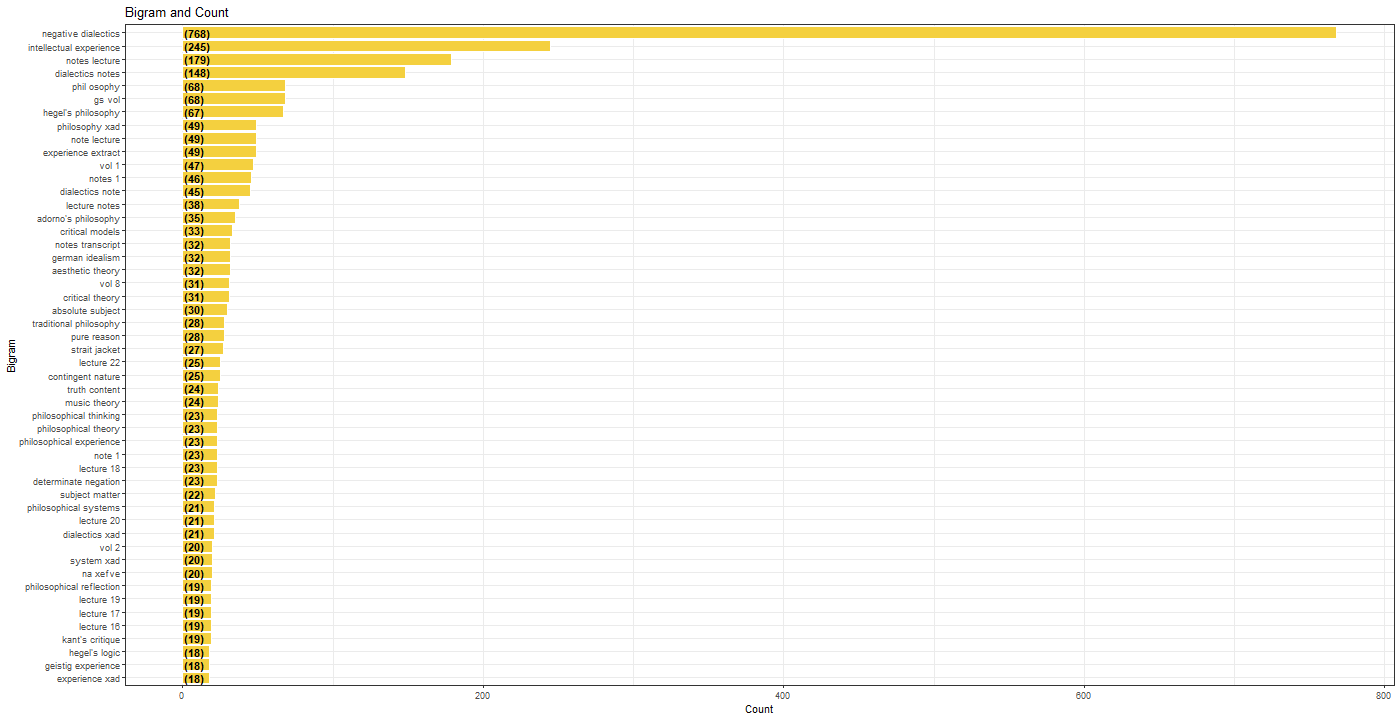 Bigram and Count
negative dialectics (768)
intellectual experience (245)
notes lecture (179)
dialectics notes (148)
phil osophy (68)
gs vol (68)
hegel's philosophy (67)
philosophy xad (49)
note lecture (49)
experience extract (49)
vol 1 (47)
notes 1 (46)
dialectics note (45)
lecture notes (38)
adorno's philosophy (35)
critical models (33)
notes transcript (32)
german idealism (32)
aesthetic theory (32)
vol 8 (31)
critical theory (31)
absolute subject (30)
traditional philosophy (28)
pure reason (28)
strait jacket (27)
lecture 22 (25)
contingent nature (25)
truth content (24)
music theory (24)
philosophical thinking (23)
philosophical theory (23)
philosophical experience (23)
note 1 (23)
lecture 18 (23)
determinate negation (23)
subject matter (22)
philosophical systems (21)
lecture 20 (21)
dialectics xad (21)
vol 2 (20)
system xad (20)
na xefve (20)
philosophical reflection (19)
lecture 19 (19)
lecture 17 (19)
lecture 16 (19)
kant's critique (19)
hegel's logic (18)
geistig experience (18)
experience xad (18)
Bigram
0 200 400 600 800
Count